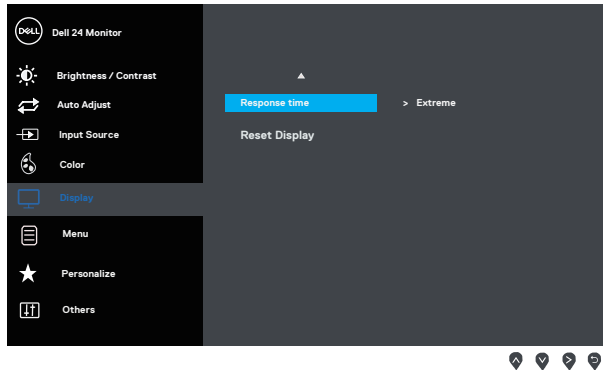 DELL Dell 24 Monitor
Brightness / Contrast
Auto Adjust
Response time > Extreme
Input Source
Reset Display
Color
Display
Menu
Personalize
Others